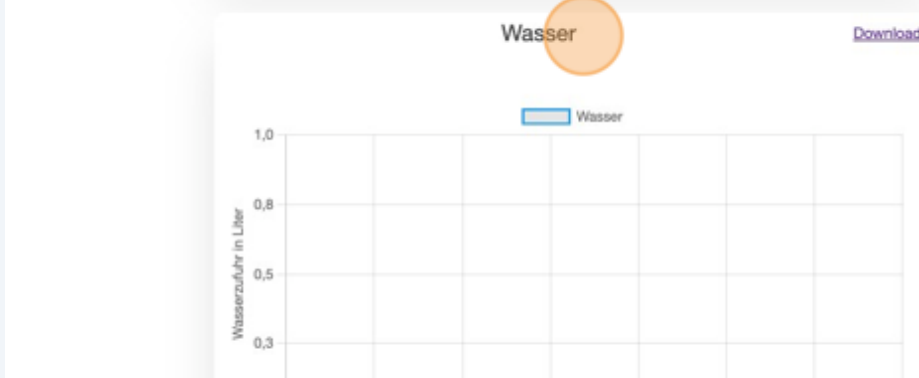 Wasser
Download
Wasser
1,0
0,8
Wasserzufuhr in Liter
0,5
0,3